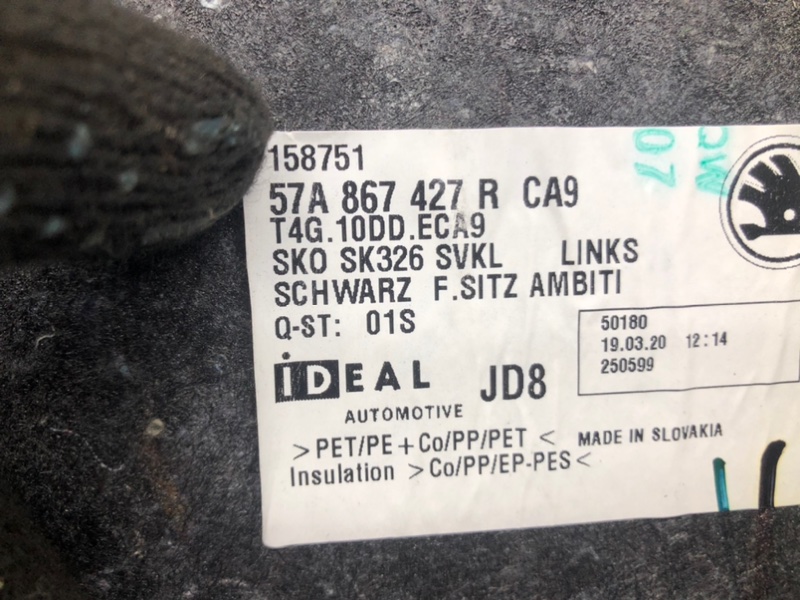 158751
57A 867 427 R CA9
T4G.10DD.ECA9
SKO SK326 SVKL LINKS
SCHWARZ F.SITZ AMBITI
Q-ST: 01S
50180
19.03.20 12:14
250599
iDEAL JD8
AUTOMOTIVE
>PET/PE+Co/PP/PET < MADE IN SLOVAKIA
Insulation >Co/PP/EP-PES<
07